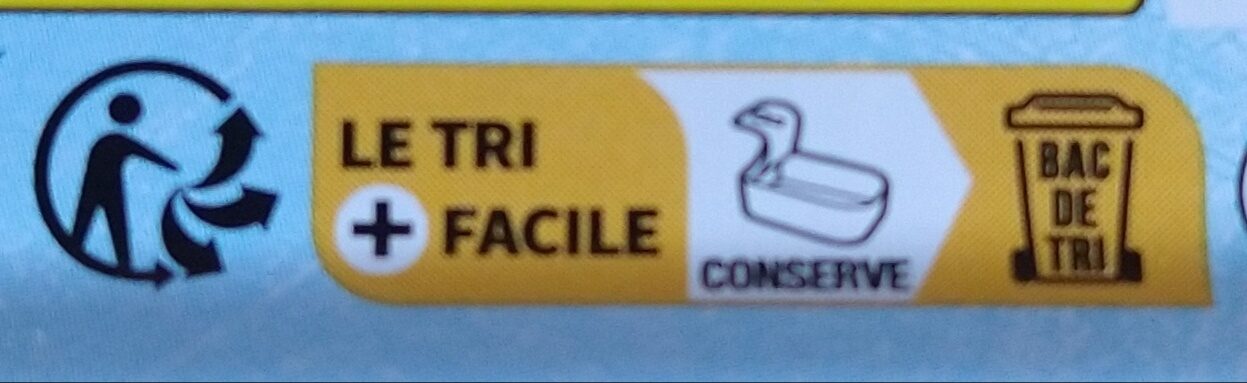 LE TRI
+ FACILE
CONSERVE
BAC
DE
TRI